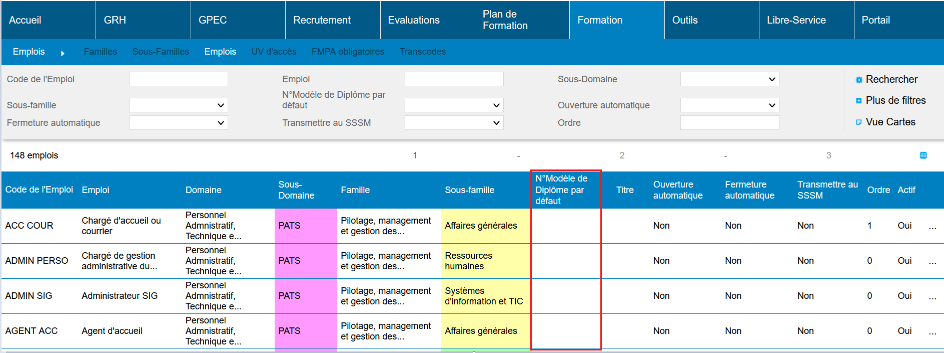 Accueil GRH GPEC Recrutement Evaluations Plan de Formation Formation Outils Libre-Service Portail
Emplois Familles Sous-Familles Emplois UV d'accès FMPA obligatoires Transcodes
Code de l'Emploi Emploi Sous-Domaine Rechercher
Sous-famille N°Modèle de Diplôme par défaut Ouverture automatique Plus de filtres
Fermeture automatique Transmettre au SSSM Ordre Vue Cartes
148 emplois 1 - 2 - 3
Code de l'Emploi Emploi Domaine Sous-Domaine Famille Sous-famille N°Modèle de Diplôme par défaut Titre Ouverture automatique Fermeture automatique Transmettre au SSSM Ordre Actif
ACC COUR Chargé d'accueil ou courrier Personnel Admnistratif, Technique e... PATS Pilotage, management et gestion des... Affaires générales Non Non Non 1 Oui ...
ADMIN PERSO Chargé de gestion administrative du... Personnel Admnistratif, Technique e... PATS Pilotage, management et gestion des... Ressources humaines Non Non Non 0 Oui ...
ADMIN SIG Administrateur SIG Personnel Admnistratif, Technique e... PATS Pilotage, management et gestion des... Systèmes d'information et TIC Non Non Non 0 Oui ...
AGENT ACC Agent d'accueil Personnel Admnistratif, Technique e... PATS Pilotage, management et gestion des... Affaires générales Non Non Non 0 Oui ...